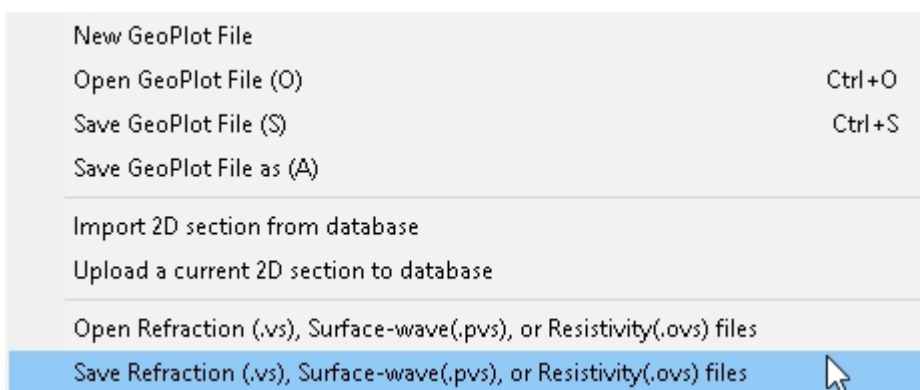 New GeoPlot File
Open GeoPlot File (O) Ctrl+O
Save GeoPlot File (S) Ctrl+S
Save GeoPlot File as (A)
Import 2D section from database
Upload a current 2D section to database
Open Refraction (.vs), Surface-wave(.pvs), or Resistivity(.ovs) files
Save Refraction (.vs), Surface-wave(.pvs), or Resistivity(.ovs) files